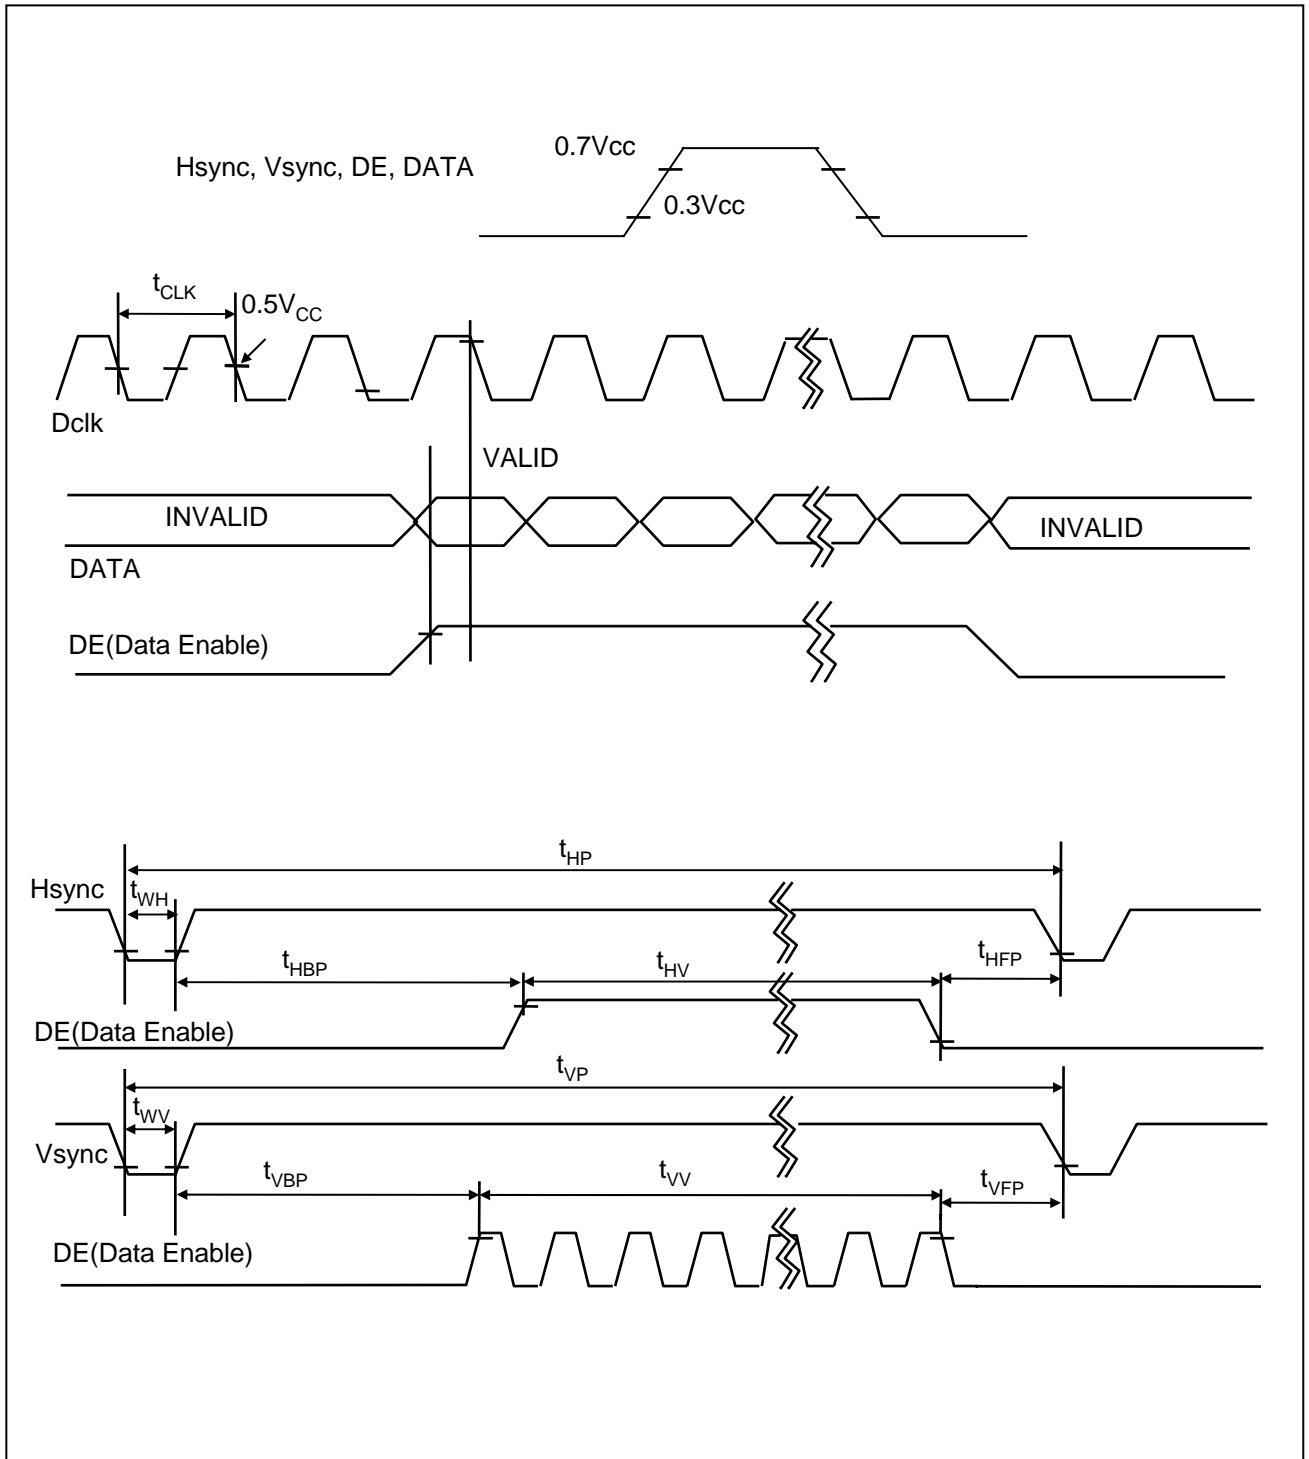 0.7Vcc
Hsync, Vsync, DE, DATA
0.3Vcc
tCLK
0.5VCC
Dclk
VALID
INVALID
INVALID
DATA
DE(Data Enable)
tHP
Hsync
tWH
tHBP
tHV
tHFP
DE(Data Enable)
tVP
tWV
Vsync
tVBP
tVV
tVFP
DE(Data Enable)